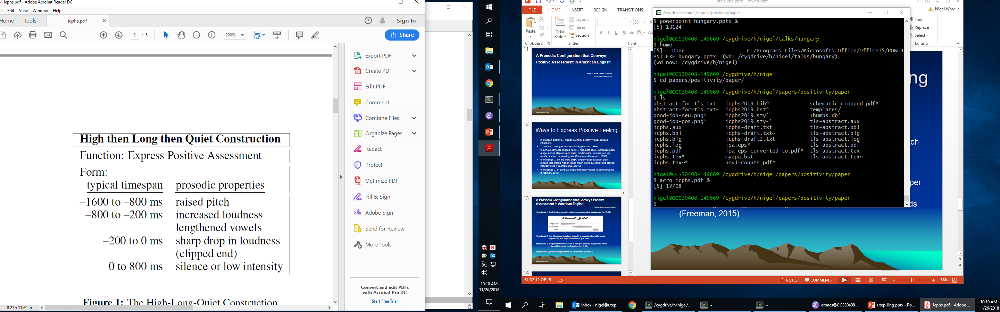 icphs.pdf - Adobe Acrobat Reader DC
Edit View Window Help
Home Tools icphs.pdf Sign In
2 / 5 200% Share
Export PDF
Create PDF
Edit PDF
Comment
Combine Files
Organize Pages
Redact
Protect
Optimize PDF
Fill & Sign
Adobe Sign
Send for Review
More Tools
Convert and edit PDFs
with Acrobat Pro DC
Start Free Trial
High then Long then Quiet Construction
Function: Express Positive Assessment
Form:
typical timespan prosodic properties
–1600 to –800 ms raised pitch
–800 to –200 ms increased loudness
lengthened vowels
–200 to 0 ms sharp drop in loudness
(clipped end)
0 to 800 ms silence or low intensity
Figure 1: The High-Long-Quiet Construction
8.27 x 11.69 in
10:10 AM
11/26/2018
utep-ling.pptx - PowerPoint
FILE HOME INSERT DESIGN TRANSITIONS
Nigel Ward
Paste
New
Slide
Layout
Reset
Section
20
B I U S abc AV Aa
Find
Replace
Select
Clipboard Slides Font Editing
11
A Prosodic Configuration that Conveys
Positive Assessment in American English
Nigel G. Ward, James A. Jodoin
UTEP Computer Science
12
Ways to Express Positive Feeling
In emotion displays... higher intensity, breathy voice, upward
inflections
To infants... exaggerated rise-fall F0 (Fernald 1989)
In announcements of good news... high pitch level, increased pitch
range, abrupt step-ups and rises, modal voice, loudness on key
words, fast and increasing rate (Freese and Maynard, 1998)
In meetings ... on the word yeah: longer vowel duration, pitch
ranges that extend higher, lower mean intensity, earlier and steeper
intensity drop (Freeman et al., 2015)
In meetings ... in general: longer stressed vowels in content words
(Freeman, 2015)
13
A Prosodic Configuration that Conveys Positive
Assessment in American English
Nigel G. Ward, James A. Jodoin
Hypothesis 1: the following prosodic pattern conveys positive assessment (p < 0.01)
Good job!
high pitch
lengthened
silent
Hypothesis 2: fine differences in pattern strength are perceived as differences
in positivity, to 6 steps of resolution (p < 0.04)
Hypothesis 3: the prosodic features lead to stronger positivity judgements when
in the right temporal configuration (p < 0.01)
Significance: synthesized speech can be made more expressive
14
/cygdrive/h/nigel/papers/positivity/paper
$ powerpoint hungary.pptx &
[5] 13124
nigel@CCS30408-149669 /cygdrive/h/nigel/talks/hungary
$ home
[5]- Done C:/Program\ Files/Microsoft\ Office/Office15/POWER
PNT.EXE hungary.pptx (wd: /cygdrive/h/nigel/talks/hungary)
(wd now: /cygdrive/h/nigel)
nigel@CCS30408-149669 /cygdrive/h/nigel
$ cd papers/positivity/paper/
nigel@CCS30408-149669 /cygdrive/h/nigel/papers/positivity/paper
$ ls
abstract-for-tls.txt icphs2019.bib* schematic-cropped.pdf*
abstract-for-tls.txt~ icphs2019.bst* templates/
good-job-neu.png* icphs2019.sty* Thumbs.db*
good-job-pos.png* icphs2019.sty~* tls-abstract.aux
icphs.aux icphs-draft.txt tls-abstract.bbl
icphs.bbl icphs-draft.txt~ tls-abstract.blg
icphs.blg icphs-draft2.txt tls-abstract.log
icphs.log ipa.eps* tls-abstract.pdf
icphs.pdf ipa-eps-converted-to.pdf* tls-abstract.tex
icphs.tex* myapa.bst tls-abstract.tex~
icphs.tex~* nov1-counts.pdf*
nigel@CCS30408-149669 /cygdrive/h/nigel/papers/positivity/paper
$ acro icphs.pdf &
[5] 12708
nigel@CCS30408-149669 /cygdrive/h/nigel/papers/positivity/paper
$
ng
tch
per
ds
(Freeman, 2015)
SLIDE 12 OF 15 NOTES COMMENTS 88%
Inbox - nigel@utep... /cygdrive/h/nigel/... ~ ~ emacs@CCS30408-... utep-ling.pptx - Po... icphs.pdf - Adobe ...
10:10 AM
11/26/2018